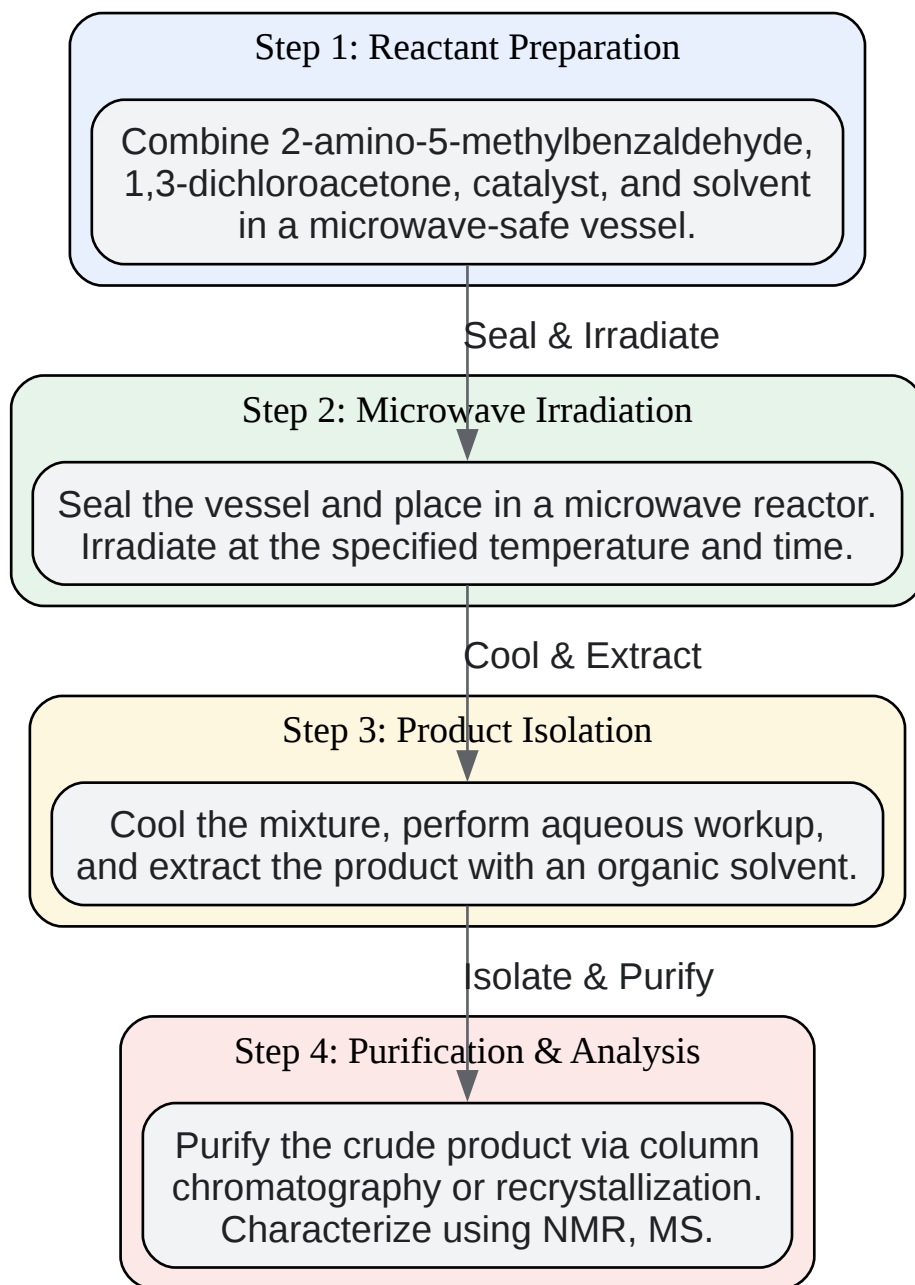 Step 1: Reactant Preparation
Combine 2-amino-5-methylbenzaldehyde,
1,3-dichloroacetone, catalyst, and solvent
in a microwave-safe vessel.
Seal & Irradiate
Step 2: Microwave Irradiation
Seal the vessel and place in a microwave reactor.
Irradiate at the specified temperature and time.
Cool & Extract
Step 3: Product Isolation
Cool the mixture, perform aqueous workup,
and extract the product with an organic solvent.
Isolate & Purify
Step 4: Purification & Analysis
Purify the crude product via column
chromatography or recrystallization.
Characterize using NMR, MS.